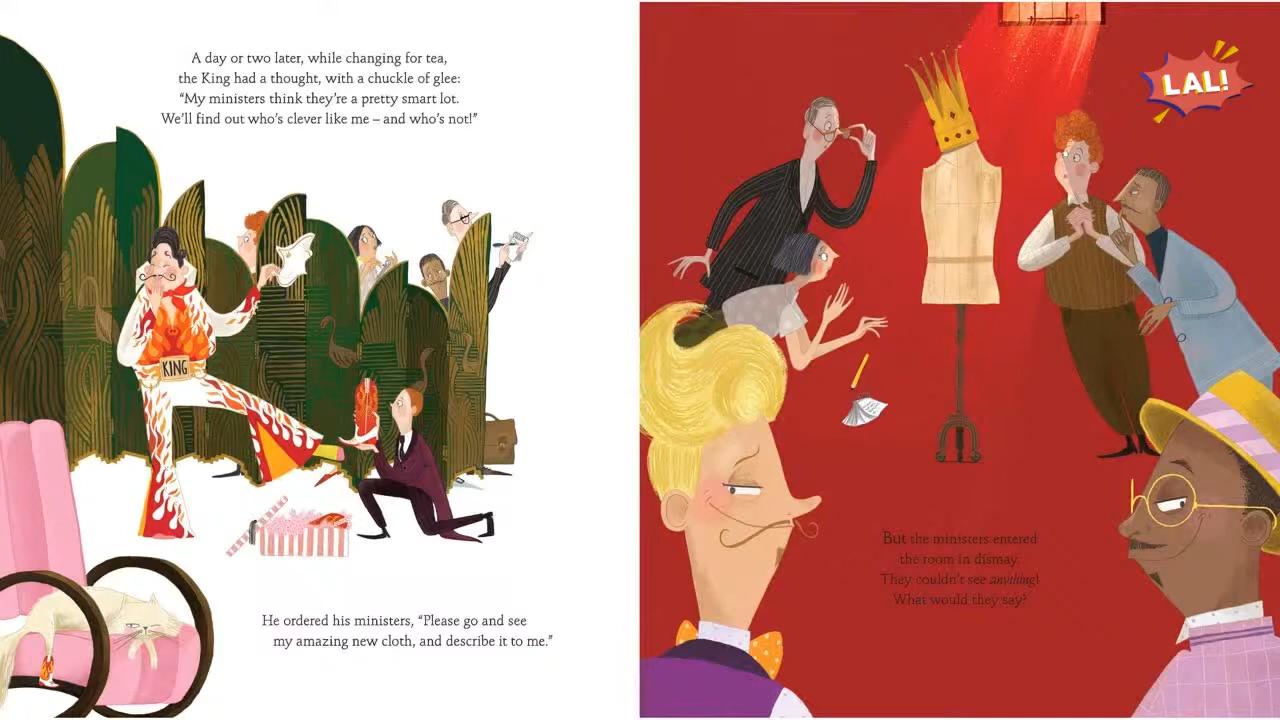 A day or two later, while changing for tea,
the King had a thought, with a chuckle of glee:
“My ministers think they’re a pretty smart lot.
We’ll find out who’s clever like me – and who’s not!”
KING
He ordered his ministers, “Please go and see
my amazing new cloth, and describe it to me.”
LAL!
But the ministers entered
the room in dismay.
They couldn’t see anything!
What would they say?